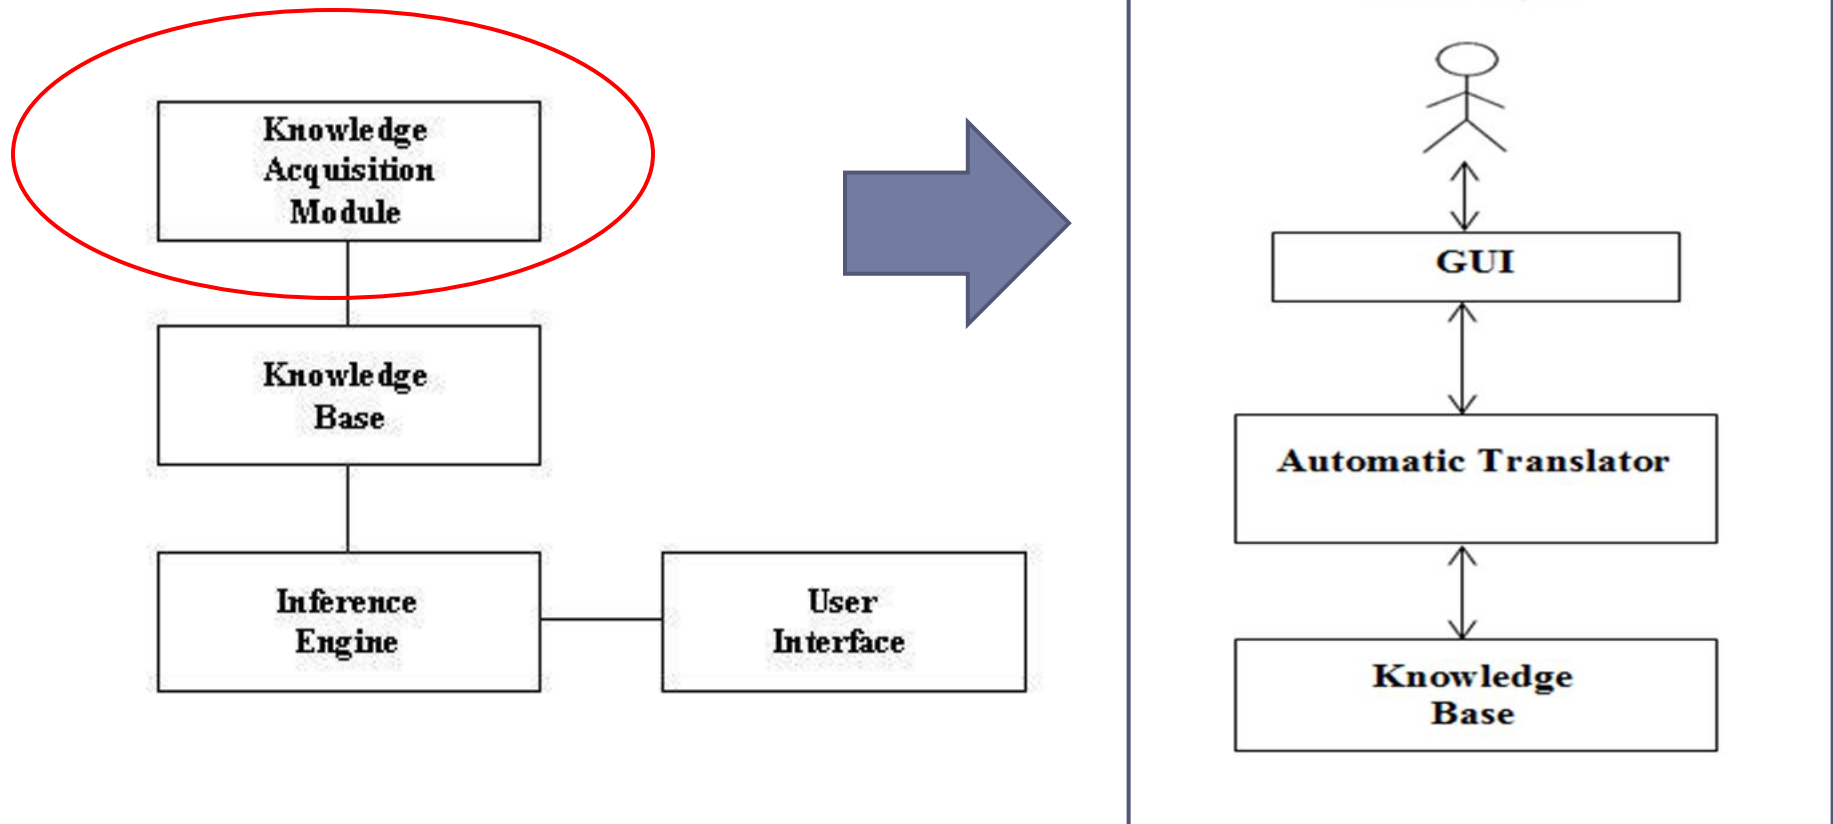 Knowledge
Acquisition
Module
Knowledge
Base
Inference
Engine
User
Interface
GUI
Automatic Translator
Knowledge
Base